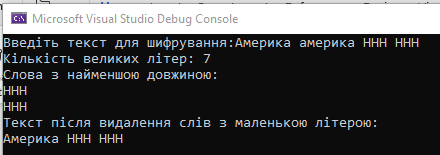 Microsoft Visual Studio Debug Console
Введіть текст для шифрування:Америка америка ННН ННН
Кількість великих літер: 7
Слова з найменшою довжиною:
ННН
ННН
Текст після видалення слів з маленькою літерою:
Америка ННН ННН